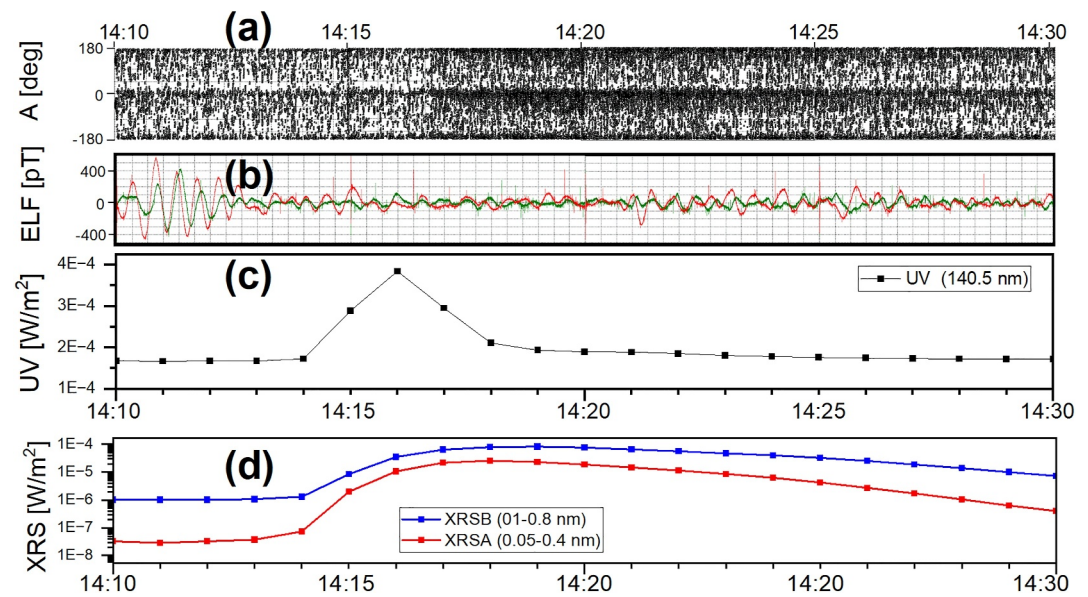 14:10 (a) 14:15 14:20 14:25 14:30
A [deg]
180
0
-180
(b)
ELF [pT]
400
0
-400
(c)
UV [W/m²]
4E−4
3E−4
2E−4
1E−4
UV (140.5 nm)
14:10 14:15 14:20 14:25 14:30
(d)
XRS [W/m²]
1E−4
1E−5
1E−6
1E−7
1E−8
XRSB (01-0.8 nm)
XRSA (0.05-0.4 nm)
14:10 14:15 14:20 14:20 14:30